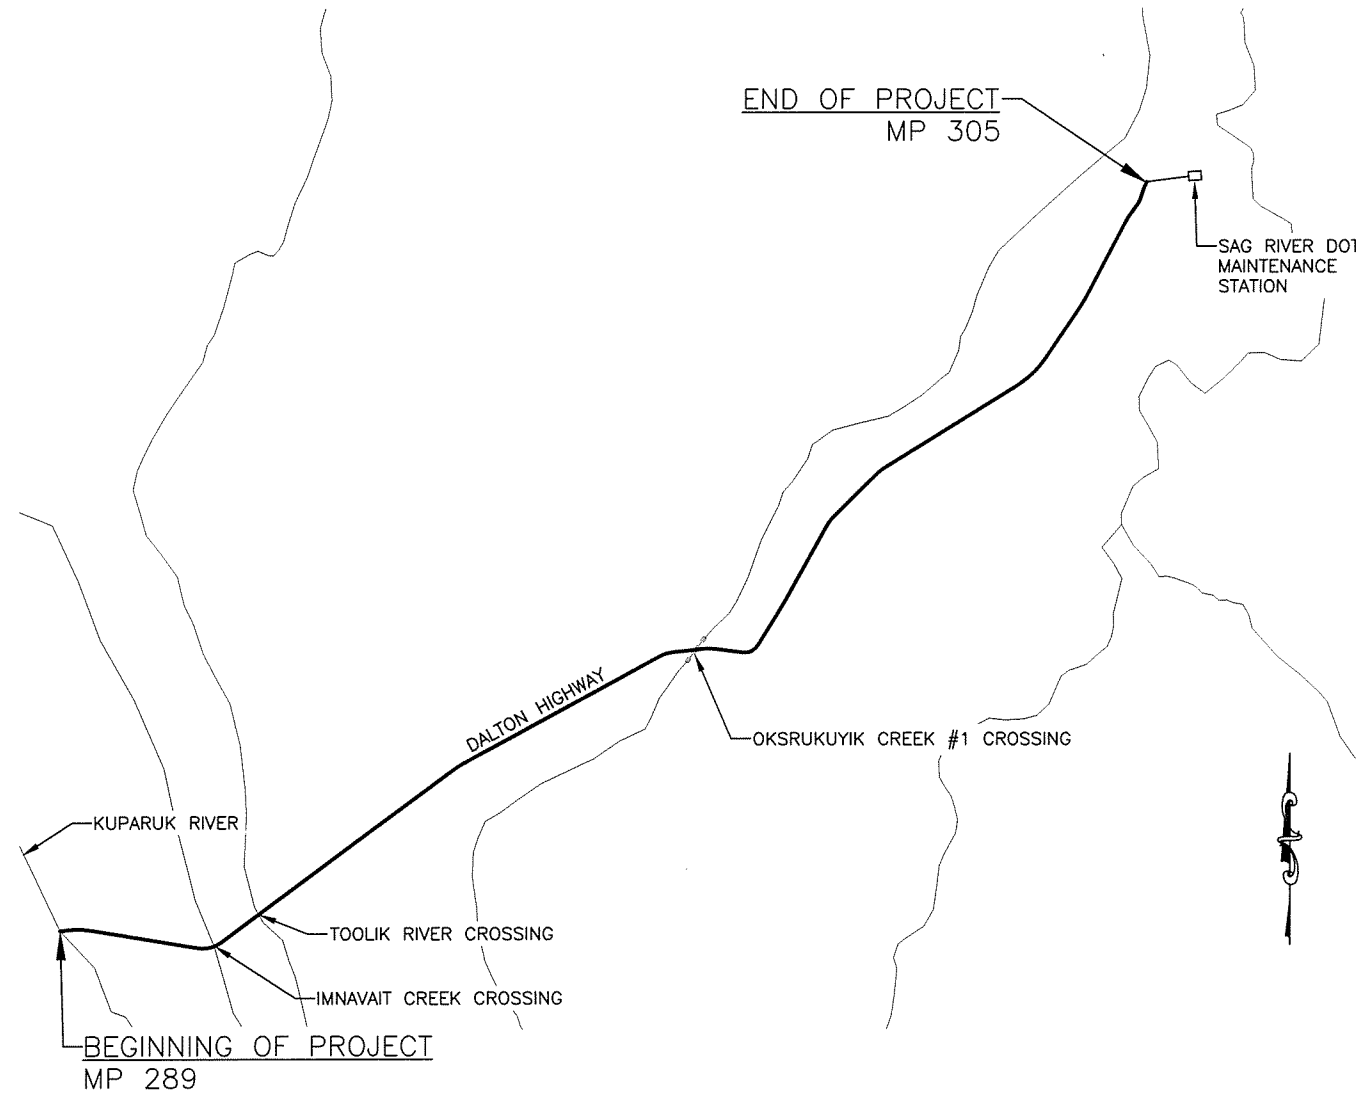 END OF PROJECT
MP 305
SAG RIVER DOT
MAINTENANCE
STATION
DALTON HIGHWAY
OKSRUKUYIK CREEK #1 CROSSING
KUPARUK RIVER
TOOLIK RIVER CROSSING
IMNAVAIT CREEK CROSSING
BEGINNING OF PROJECT
MP 289